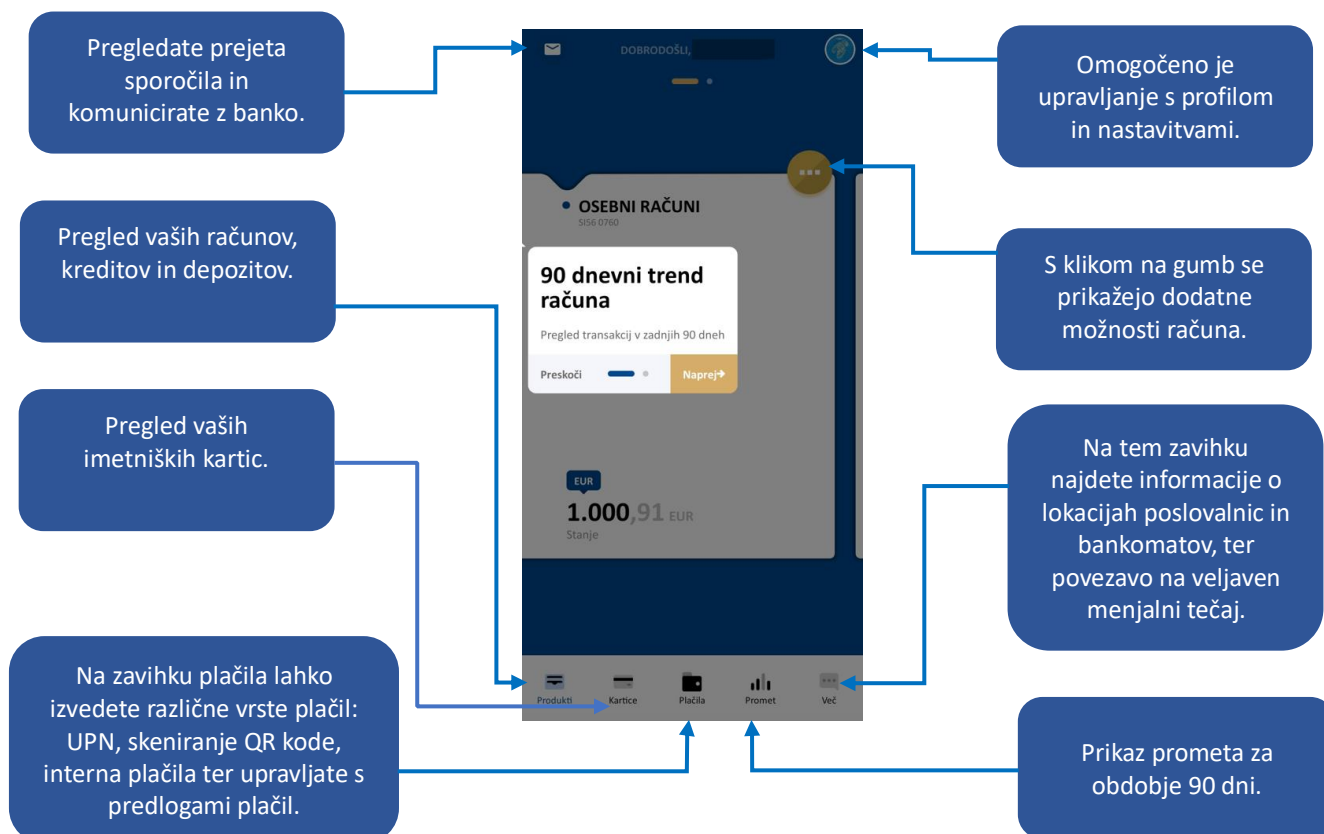 Pregledate prejeta
sporočila in
komunicirate z banko.
Pregled vaših računov,
kreditov in depozitov.
Pregled vaših
imetniških kartic.
Na zavihku plačila lahko
izvedete različne vrste plačil:
UPN, skeniranje QR kode,
interna plačila ter upravljate s
predlogami plačil.
DOBRODOŠLI,
OSEBNI RAČUNI
SI56 0760
90 dnevni trend
računa
Pregled transakcij v zadnjih 90 dneh
Preskoči
Naprej
EUR
1.000,91 EUR
Stanje
Produkti
Kartice
Plačila
Promet
Več
Omogočeno je
upravljanje s profilom
in nastavitvami.
S klikom na gumb se
prikažejo dodatne
možnosti računa.
Na tem zavihku
najdete informacije o
lokacijah poslovalnic in
bankomatov, ter
povezavo na veljaven
menjalni tečaj.
Prikaz prometa za
obdobje 90 dni.